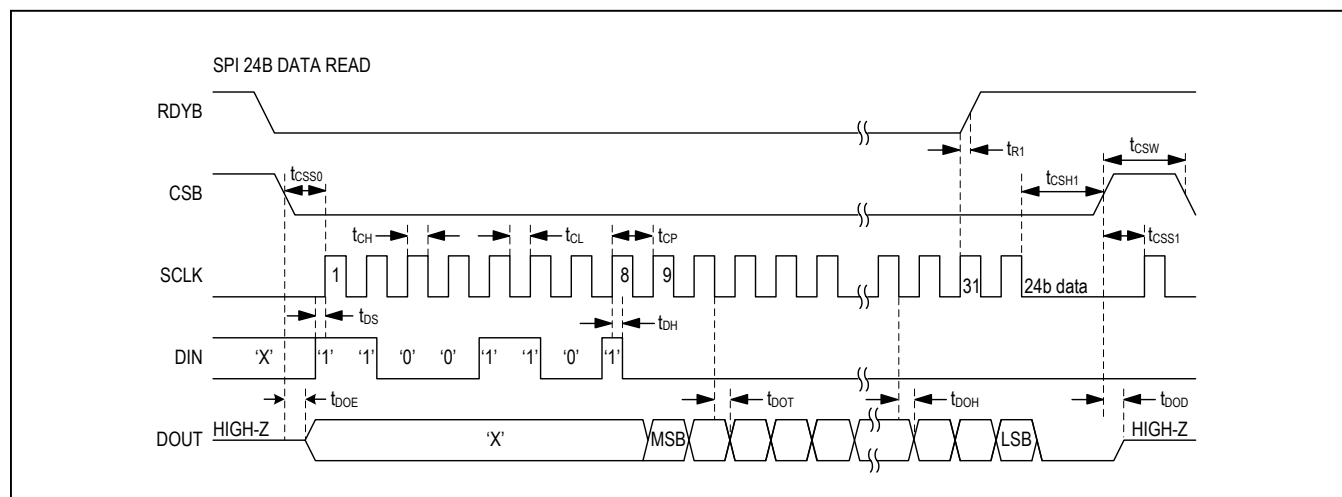 SPI 24B DATA READ
RDYB
tR1
tCSW
tCSS0
tCSH1
CSB
tCH
tCL
tCP
tCSS1
SCLK
1
8
9
31
24b data
tDS
tDH
DIN
'X'
'1'
'1'
'0'
'0'
'1'
'1'
'0'
'1'
tDOE
tDOT
tDOH
tDOD
DOUT
HIGH-Z
'X'
MSB
LSB
HIGH-Z